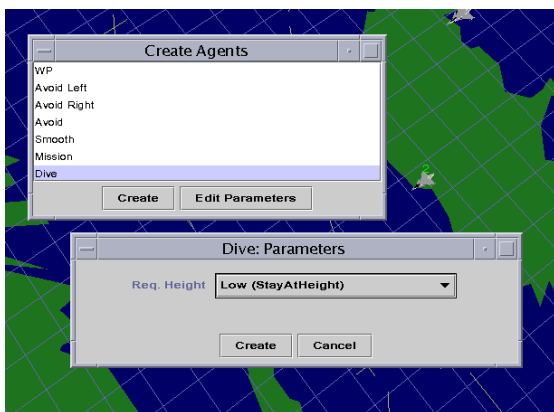 Create Agents
WP
Avoid Left
Avoid Right
Avoid
Smooth
Mission
Dive
Create Edit Parameters
2
Dive: Parameters
Req. Height Low (StayAtHeight)
Create Cancel